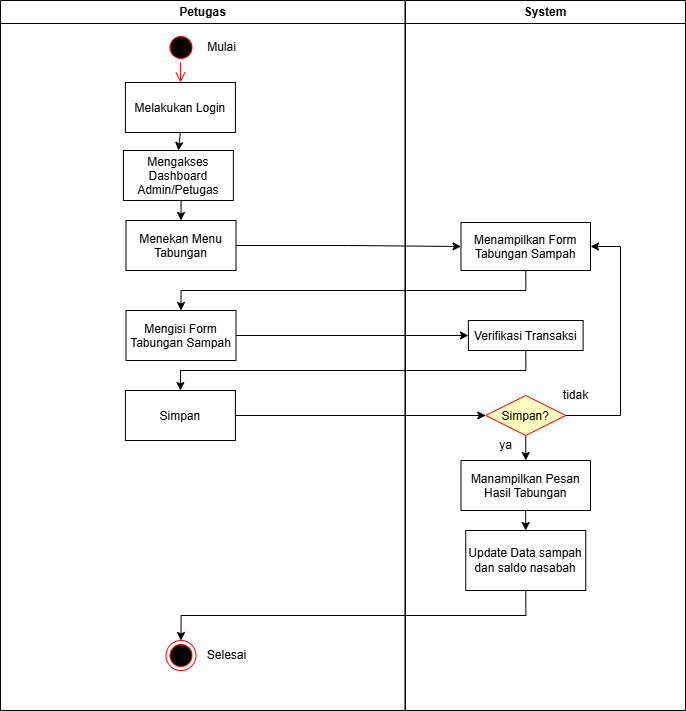 Petugas
System
Mulai
Melakukan Login
Mengakses
Dashboard
Admin/Petugas
Menekan Menu
Tabungan
Menampilkan Form
Tabungan Sampah
Mengisi Form
Tabungan Sampah
Verifikasi Transaksi
Simpan
Simpan?
tidak
ya
Manampilkan Pesan
Hasil Tabungan
Update Data sampah
dan saldo nasabah
Selesai